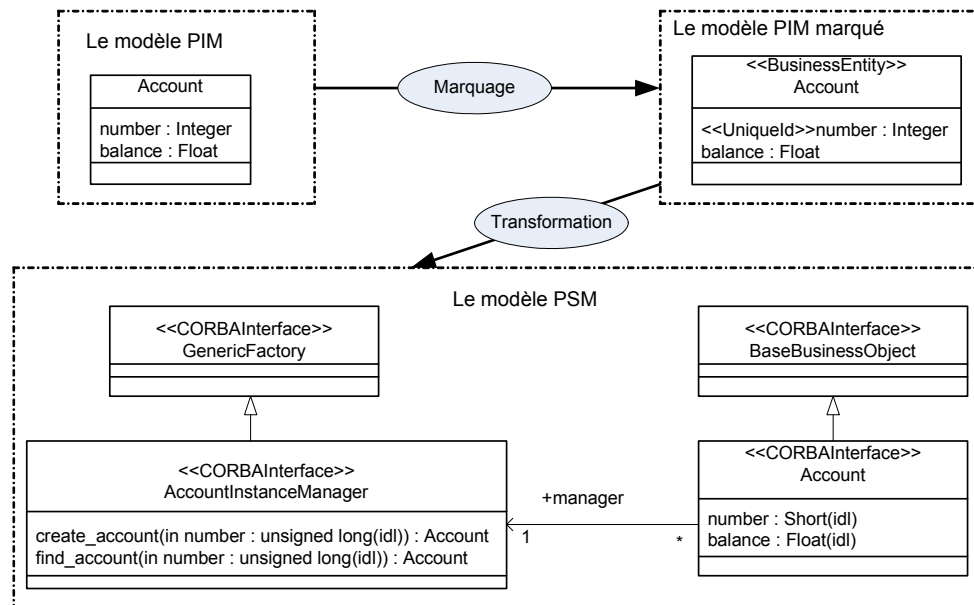 Le modèle PIM
Account
number : Integer
balance : Float
Marquage
Le modèle PIM marqué
<<BusinessEntity>>
Account
<<UniqueId>>number : Integer
balance : Float
Transformation
Le modèle PSM
<<CORBAInterface>>
GenericFactory
<<CORBAInterface>>
BaseBusinessObject
<<CORBAInterface>>
AccountInstanceManager
create_account(in number : unsigned long(idl)) : Account
find_account(in number : unsigned long(idl)) : Account
+manager
1
*
<<CORBAInterface>>
Account
number : Short(idl)
balance : Float(idl)